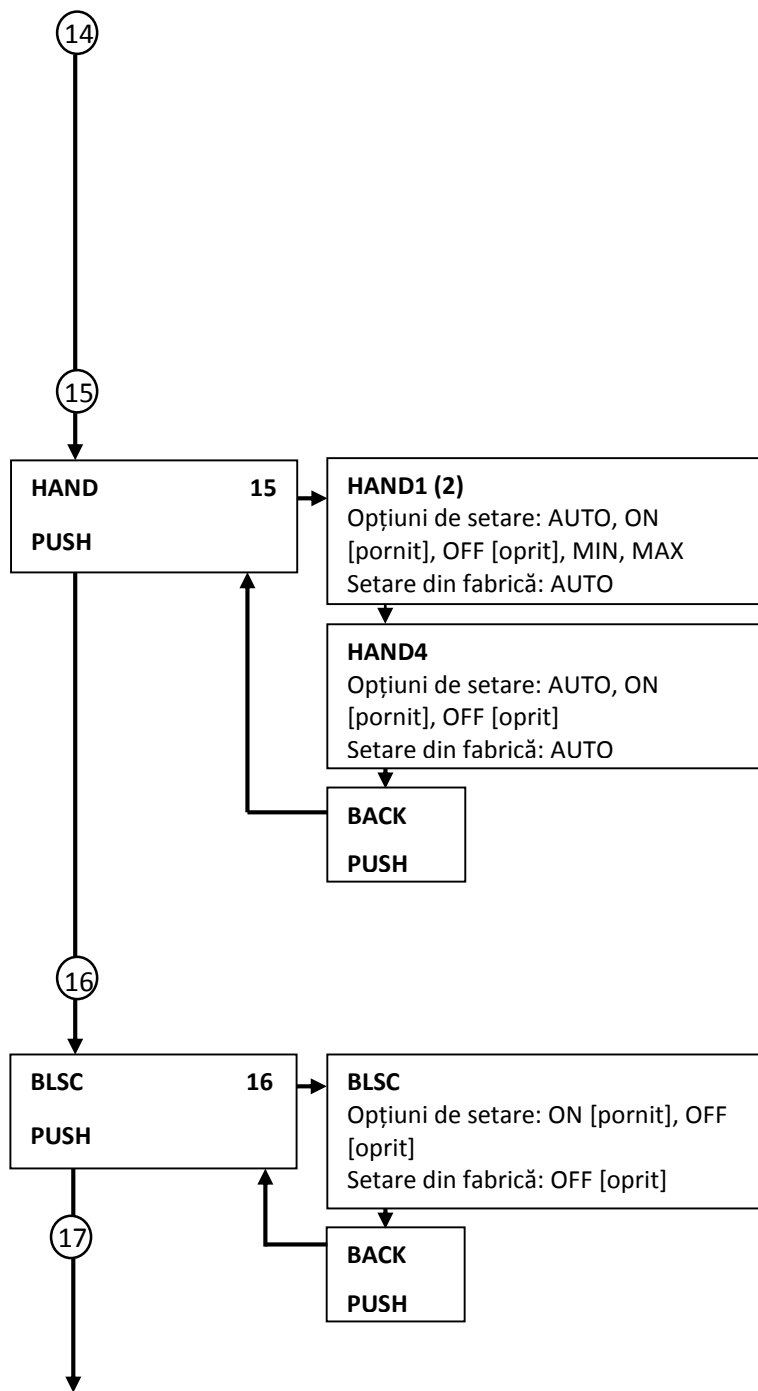 14
15
HAND 15
PUSH
HAND1 (2)
Opțiuni de setare: AUTO, ON
[pornit], OFF [oprit], MIN, MAX
Setare din fabrică: AUTO
HAND4
Opțiuni de setare: AUTO, ON
[pornit], OFF [oprit]
Setare din fabrică: AUTO
BACK
PUSH
16
BLSC 16
PUSH
BLSC
Opțiuni de setare: ON [pornit], OFF
[oprit]
Setare din fabrică: OFF [oprit]
BACK
PUSH
17